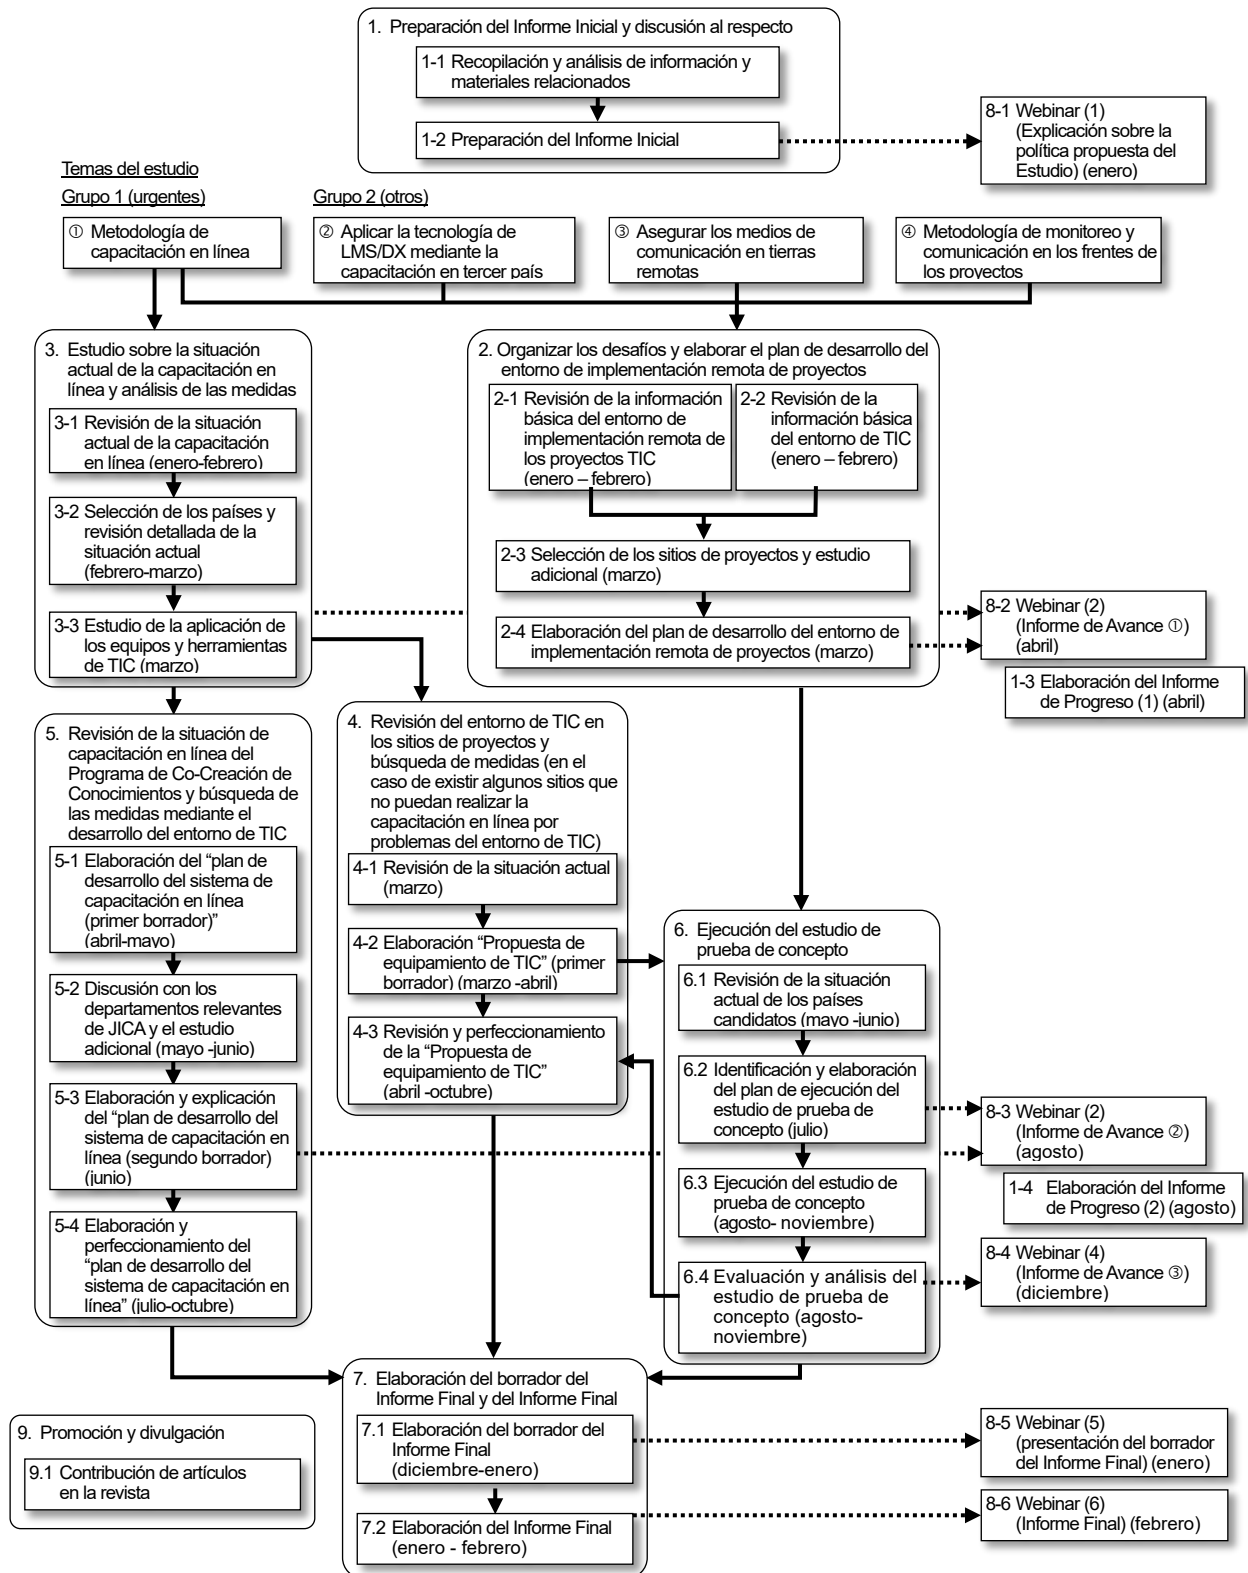 1. Preparación del Informe Inicial y discusión al respecto
1-1 Recopilación y análisis de información y
materiales relacionados
1-2 Preparación del Informe Inicial
8-1 Webinar (1)
(Explicación sobre la
política propuesta del
Estudio) (enero)
Temas del estudio
Grupo 1 (urgentes)
Grupo 2 (otros)
① Metodología de
capacitación en línea
② Aplicar la tecnología de
LMS/DX mediante la
capacitación en tercer país
③ Asegurar los medios de
comunicación en tierras
remotas
④ Metodología de monitoreo y
comunicación en los frentes de
los proyectos
3. Estudio sobre la situación
actual de la capacitación en
línea y análisis de las medidas
3-1 Revisión de la situación
actual de la capacitación
en línea (enero-febrero)
3-2 Selección de los países y
revisión detallada de la
situación actual
(febrero-marzo)
3-3 Estudio de la aplicación de
los equipos y herramientas
de TIC (marzo)
2. Organizar los desafíos y elaborar el plan de desarrollo del
entorno de implementación remota de proyectos
2-1 Revisión de la información
básica del entorno de
implementación remota de
los proyectos TIC
(enero – febrero)
2-2 Revisión de la
información básica
del entorno de TIC
(enero – febrero)
2-3 Selección de los sitios de proyectos y estudio
adicional (marzo)
2-4 Elaboración del plan de desarrollo del entorno de
implementación remota de proyectos (marzo)
8-2 Webinar (2)
(Informe de Avance ①)
(abril)
1-3 Elaboración del Informe
de Progreso (1) (abril)
5. Revisión de la situación de
capacitación en línea del
Programa de Co-Creación de
Conocimientos y búsqueda de
las medidas mediante el
desarrollo del entorno de TIC
5-1 Elaboración del “plan de
desarrollo del sistema de
capacitación en línea
(primer borrador)”
(abril-mayo)
5-2 Discusión con los
departamentos relevantes
de JICA y el estudio
adicional (mayo -junio)
5-3 Elaboración y explicación
del “plan de desarrollo del
sistema de capacitación en
línea (segundo borrador)
(junio)
5-4 Elaboración y
perfeccionamiento del
“plan de desarrollo del
sistema de capacitación en
línea” (julio-octubre)
4. Revisión del entorno de TIC en
los sitios de proyectos y
búsqueda de medidas (en el
caso de existir algunos sitios que
no puedan realizar la
capacitación en línea por
problemas del entorno de TIC)
4-1 Revisión de la situación actual
(marzo)
4-2 Elaboración “Propuesta de
equipamiento de TIC” (primer
borrador) (marzo -abril)
4-3 Revisión y perfeccionamiento
de la “Propuesta de
equipamiento de TIC”
(abril -octubre)
6. Ejecución del estudio de
prueba de concepto
6.1 Revisión de la situación
actual de los países
candidatos (mayo -junio)
6.2 Identificación y elaboración
del plan de ejecución del
estudio de prueba de
concepto (julio)
6.3 Ejecución del estudio de
prueba de concepto
(agosto- noviembre)
6.4 Evaluación y análisis del
estudio de prueba de
concepto (agosto-
noviembre)
8-3 Webinar (2)
(Informe de Avance ②)
(agosto)
1-4 Elaboración del Informe
de Progreso (2) (agosto)
8-4 Webinar (4)
(Informe de Avance ③)
(diciembre)
7. Elaboración del borrador del
Informe Final y del Informe Final
7.1 Elaboración del borrador del
Informe Final
(diciembre-enero)
7.2 Elaboración del Informe Final
(enero - febrero)
9. Promoción y divulgación
9.1 Contribución de artículos
en la revista
8-5 Webinar (5)
(presentación del borrador
del Informe Final) (enero)
8-6 Webinar (6)
(Informe Final) (febrero)